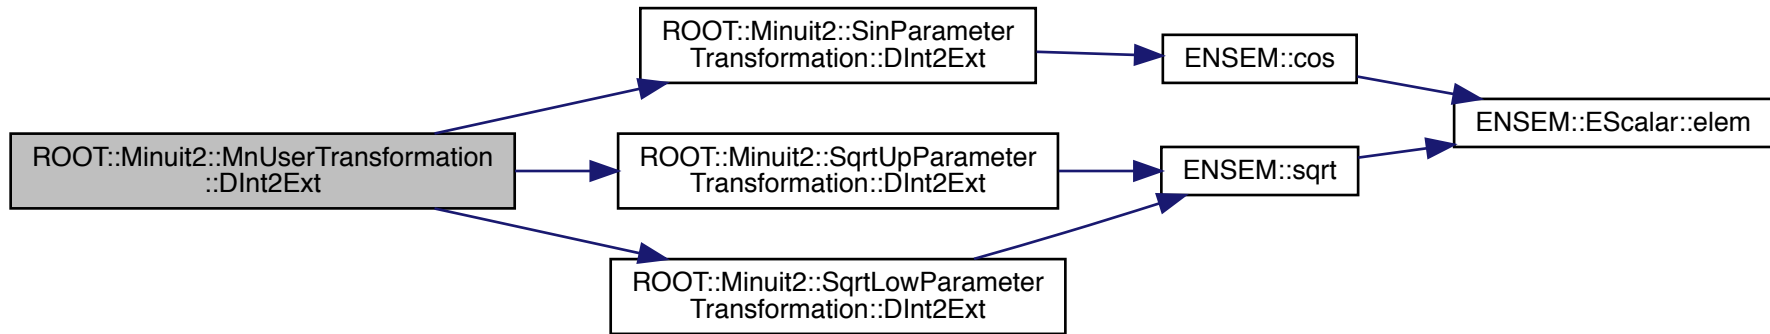 ROOT::Minuit2::MnUserTransformation
::DInt2Ext
ROOT::Minuit2::SinParameter
Transformation::DInt2Ext
ROOT::Minuit2::SqrtUpParameter
Transformation::DInt2Ext
ROOT::Minuit2::SqrtLowParameter
Transformation::DInt2Ext
ENSEM::cos
ENSEM::sqrt
ENSEM::EScalar::elem